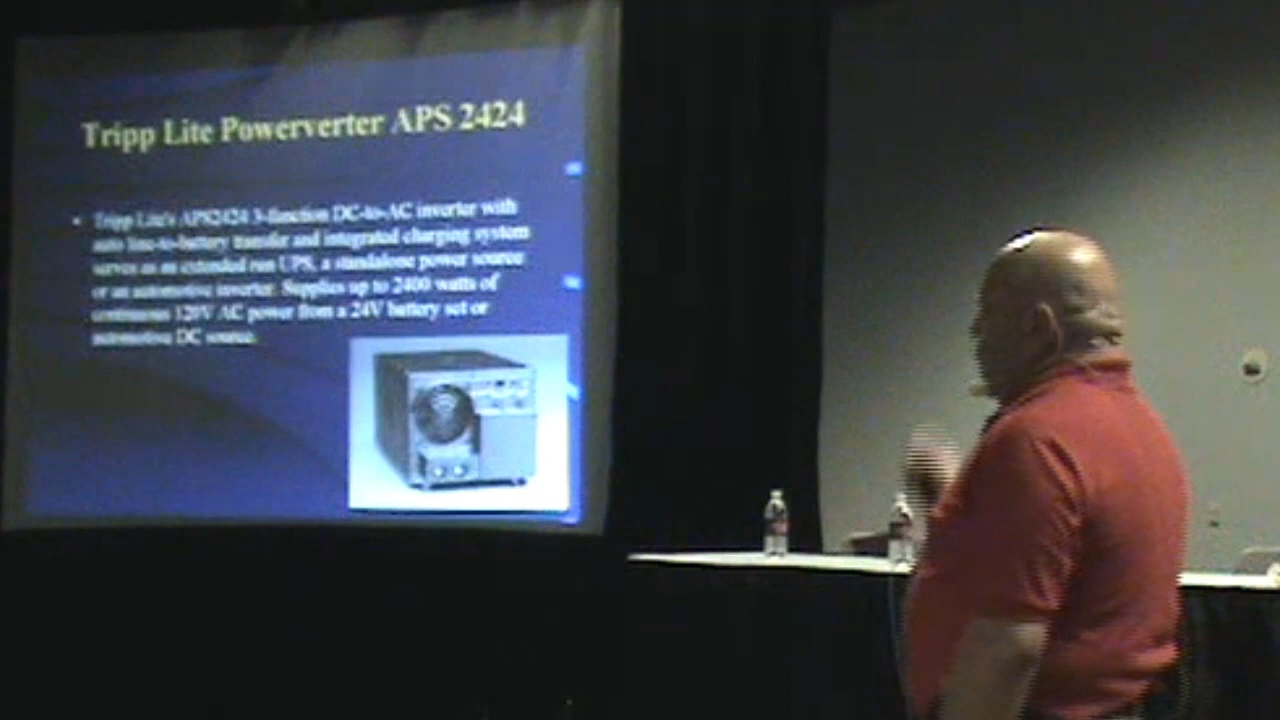 Tripp Lite Powerverter APS 2424
• Tripp Lite's APS2424 3-function DC-to-AC inverter with
auto line-to-battery transfer and integrated charging system
serves as an extended run UPS, a standalone power source
or an automotive inverter. Supplies up to 2400 watts of
continuous 120V AC power from a 24V battery set or
automotive DC source.